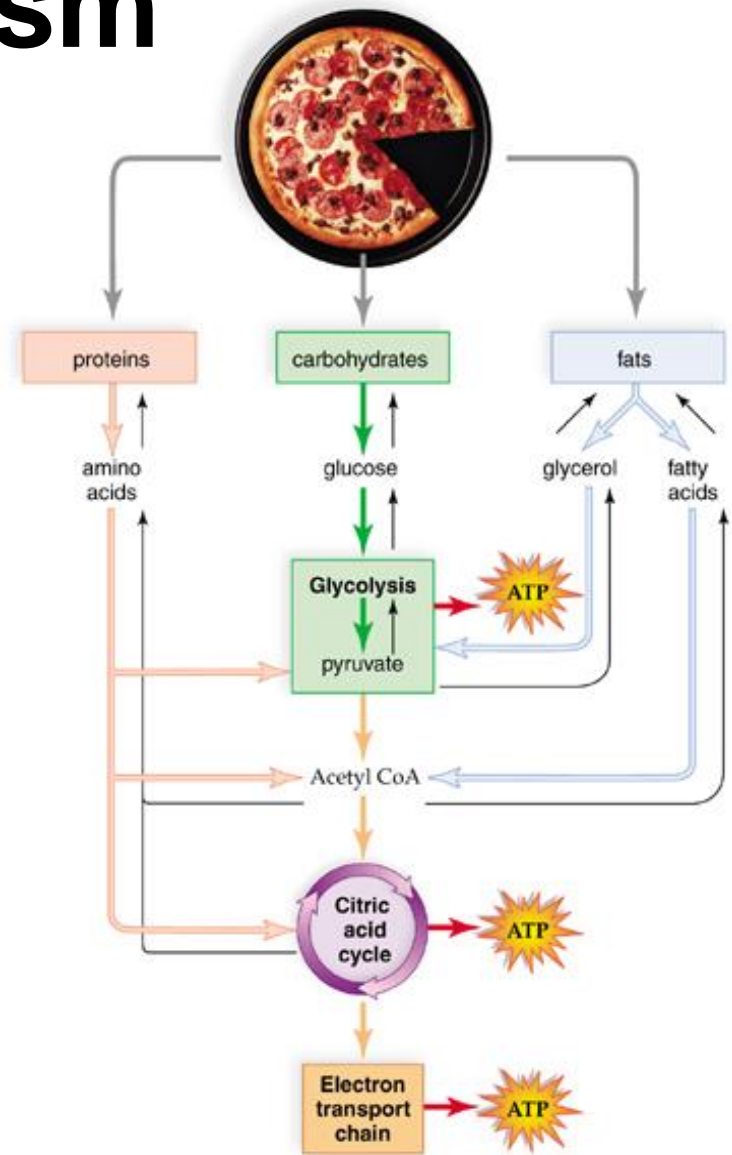 sm
proteins
carbohydrates
fats
amino
acids
glucose
glycerol
fatty
acids
Glycolysis
ATP
pyruvate
Acetyl CoA
Citric
acid
cycle
ATP
Electron
transport
chain
ATP